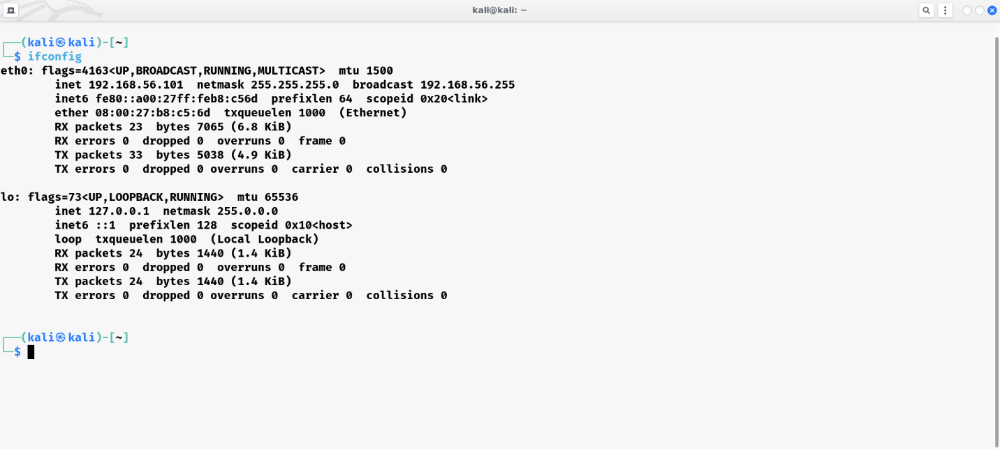 kali@kali: ~
┌──(kali㉿kali)-[~]
└─$ ifconfig
eth0: flags=4163<UP,BROADCAST,RUNNING,MULTICAST>  mtu 1500
        inet 192.168.56.101  netmask 255.255.255.0  broadcast 192.168.56.255
        inet6 fe80::a00:27ff:feb8:c56d  prefixlen 64  scopeid 0x20<link>
        ether 08:00:27:b8:c5:6d  txqueuelen 1000  (Ethernet)
        RX packets 23  bytes 7065 (6.8 KiB)
        RX errors 0  dropped 0  overruns 0  frame 0
        TX packets 33  bytes 5038 (4.9 KiB)
        TX errors 0  dropped 0 overruns 0  carrier 0  collisions 0

lo: flags=73<UP,LOOPBACK,RUNNING>  mtu 65536
        inet 127.0.0.1  netmask 255.0.0.0
        inet6 ::1  prefixlen 128  scopeid 0x10<host>
        loop  txqueuelen 1000  (Local Loopback)
        RX packets 24  bytes 1440 (1.4 KiB)
        RX errors 0  dropped 0  overruns 0  frame 0
        TX packets 24  bytes 1440 (1.4 KiB)
        TX errors 0  dropped 0 overruns 0  carrier 0  collisions 0

┌──(kali㉿kali)-[~]
└─$